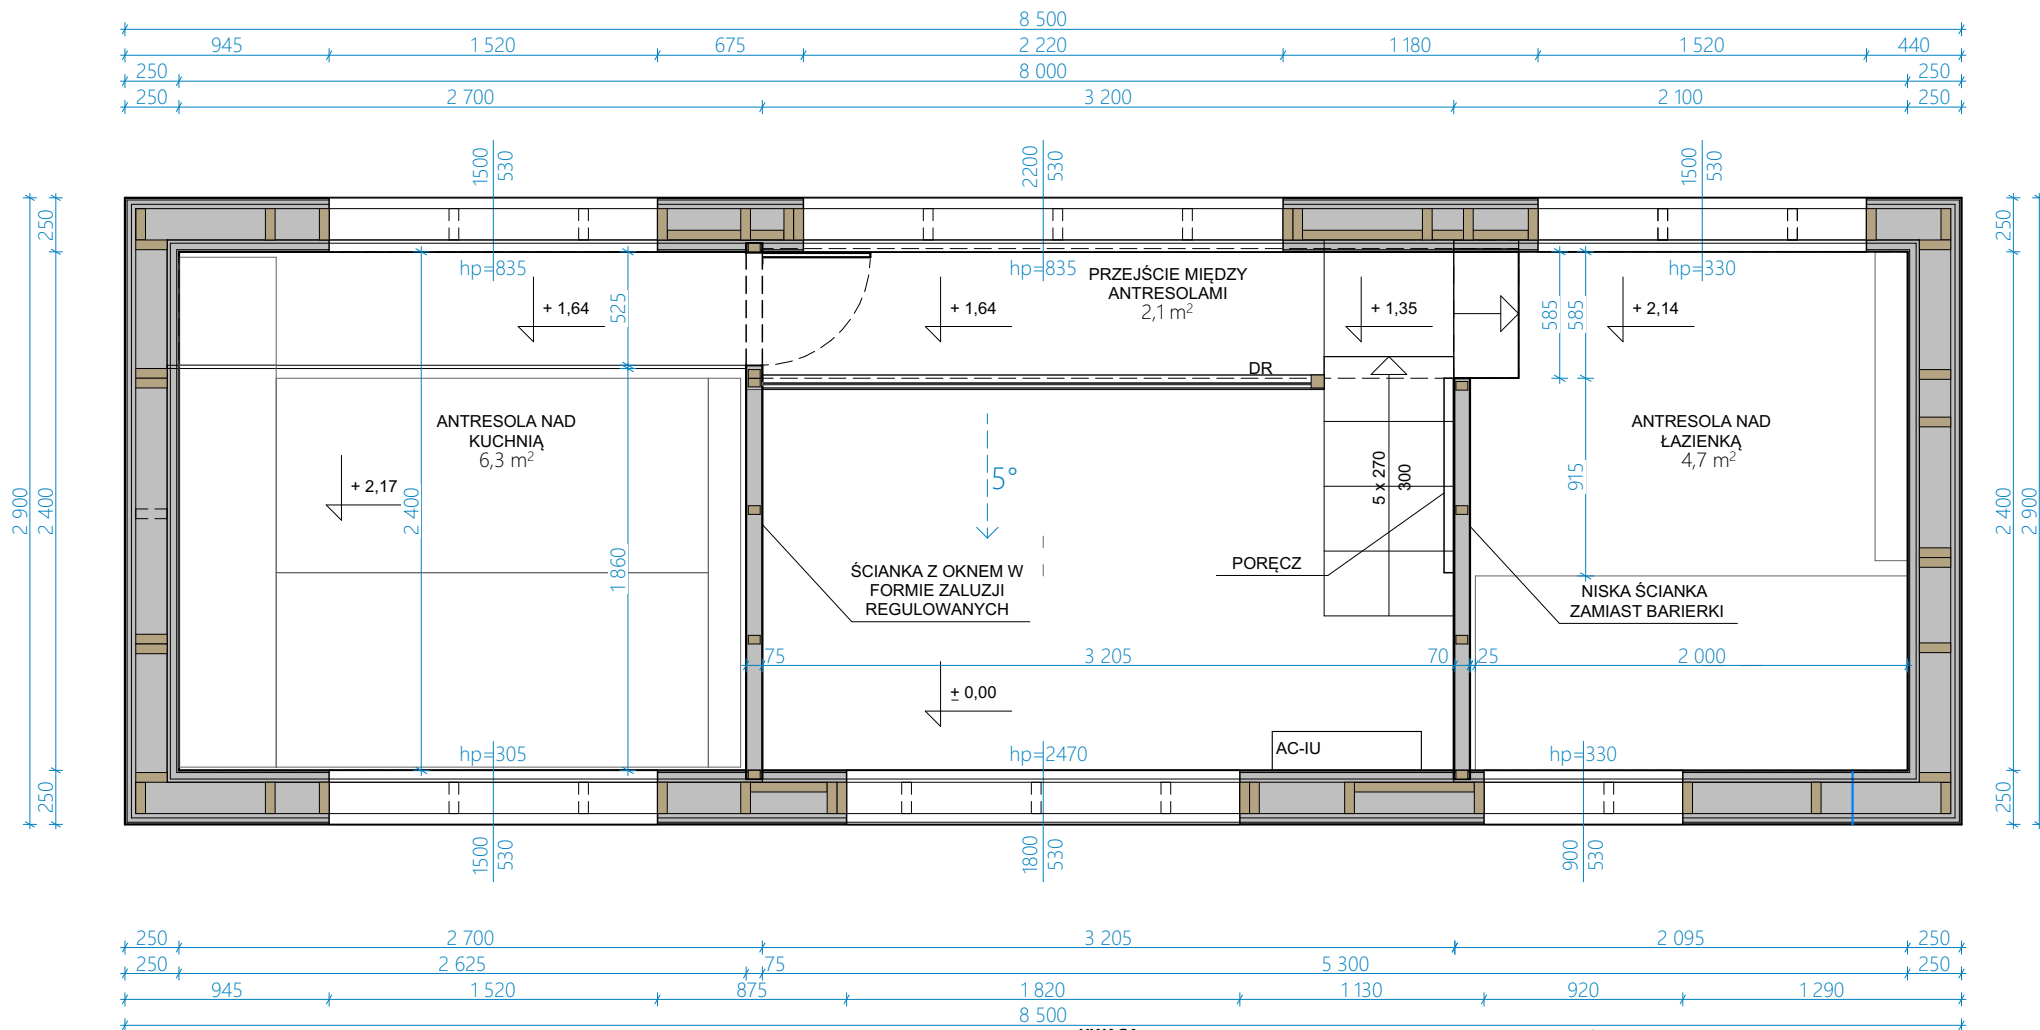 8 500
945 1 520 675 2 220 1 180 1 520 440
250 8 000 250
250 2 700 3 200 2 100 250
1500 530
2200 530
1500 530
250
250
hp=835
hp=835
hp=330
PRZEJŚCIE MIĘDZY
ANTRESOLAMI
2,1 m²
+ 1,64
525
+ 1,64
+ 1,35
585
585
+ 2,14
DR
ANTRESOLA NAD
KUCHNIĄ
6,3 m²
ANTRESOLA NAD
ŁAZIENKĄ
4,7 m²
5°
5 x 270
300
915
+ 2,17
2 900
2 400
2 400
2 400
2 900
1 860
ŚCIANKA Z OKNEM W
FORMIE ZALUZJI
REGULOWANYCH
PORĘCZ
NISKA ŚCIANKA
ZAMIAST BARIERKI
75 3 205 70 25 2 000
± 0,00
AC-IU
hp=305
hp=2470
hp=330
250
250
1500 530
1800 530
900 530
250 2 700 3 205 2 095 250
250 2 625 75 5 300 250
945 1 520 875 1 820 1 130 920 1 290
8 500